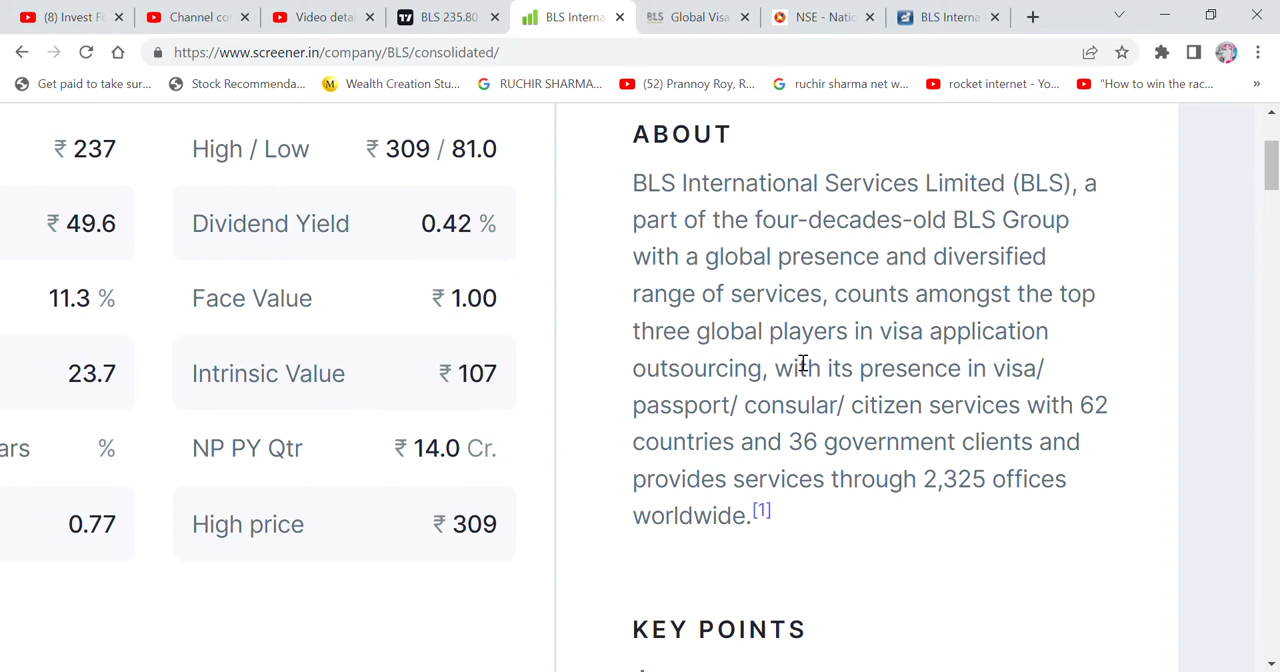 (8) Invest F
Channel co
Video detai
BLS 235.80
BLS Interna
BLS Global Visa
NSE - Natio
BLS Interna
https://www.screener.in/company/BLS/consolidated/
Get paid to take sur...
Stock Recommenda...
M Wealth Creation Stu...
RUCHIR SHARMA...
(52) Prannoy Roy, R...
ruchir sharma net w...
rocket internet - Yo...
"How to win the rac...
»
₹ 237 High / Low ₹ 309 / 81.0
₹ 49.6 Dividend Yield 0.42 %
11.3 % Face Value ₹ 1.00
23.7 Intrinsic Value ₹ 107
ars % NP PY Qtr ₹ 14.0 Cr.
0.77 High price ₹ 309
ABOUT
BLS International Services Limited (BLS), a
part of the four-decades-old BLS Group
with a global presence and diversified
range of services, counts amongst the top
three global players in visa application
outsourcing, with its presence in visa/
passport/ consular/ citizen services with 62
countries and 36 government clients and
provides services through 2,325 offices
worldwide.[1]
KEY POINTS